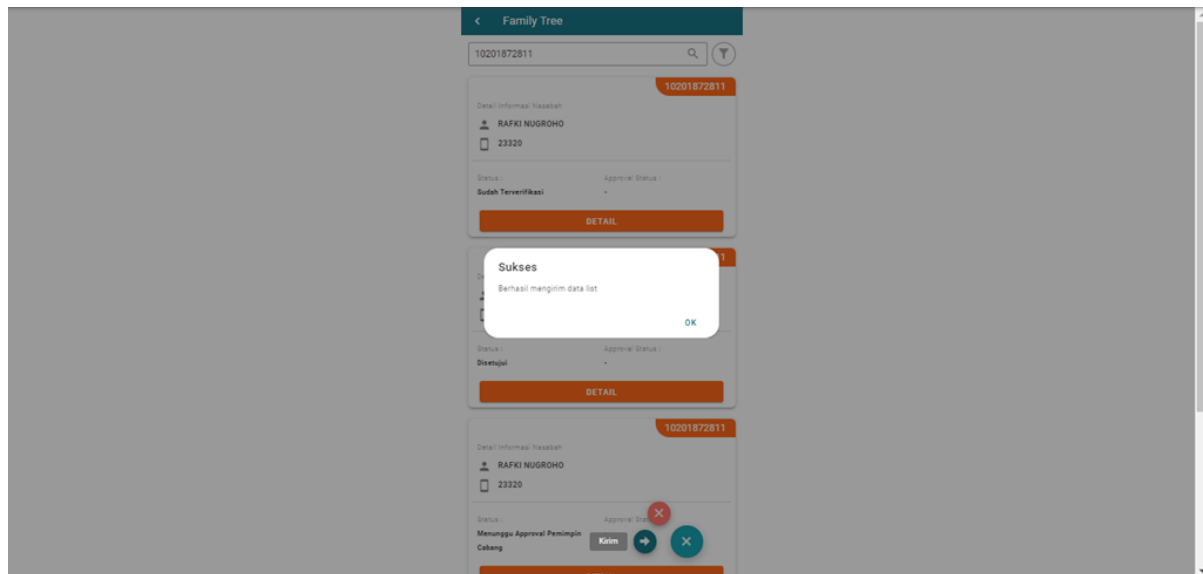 Family Tree
10201872811
10201872811
Detail Informasi Nasabah
RAFKI NUGROHO
23320
Status :
Approval Status :
Sudah Terverifikasi
-
DETAIL
1
Sukses
Berhasil mengirim data list
OK
Status :
Approval Status :
Disetujui
-
DETAIL
10201872811
Detail Informasi Nasabah
RAFKI NUGROHO
23320
Status :
Approval
Menunggu Approval Pemimpin
Cabang
Kirim